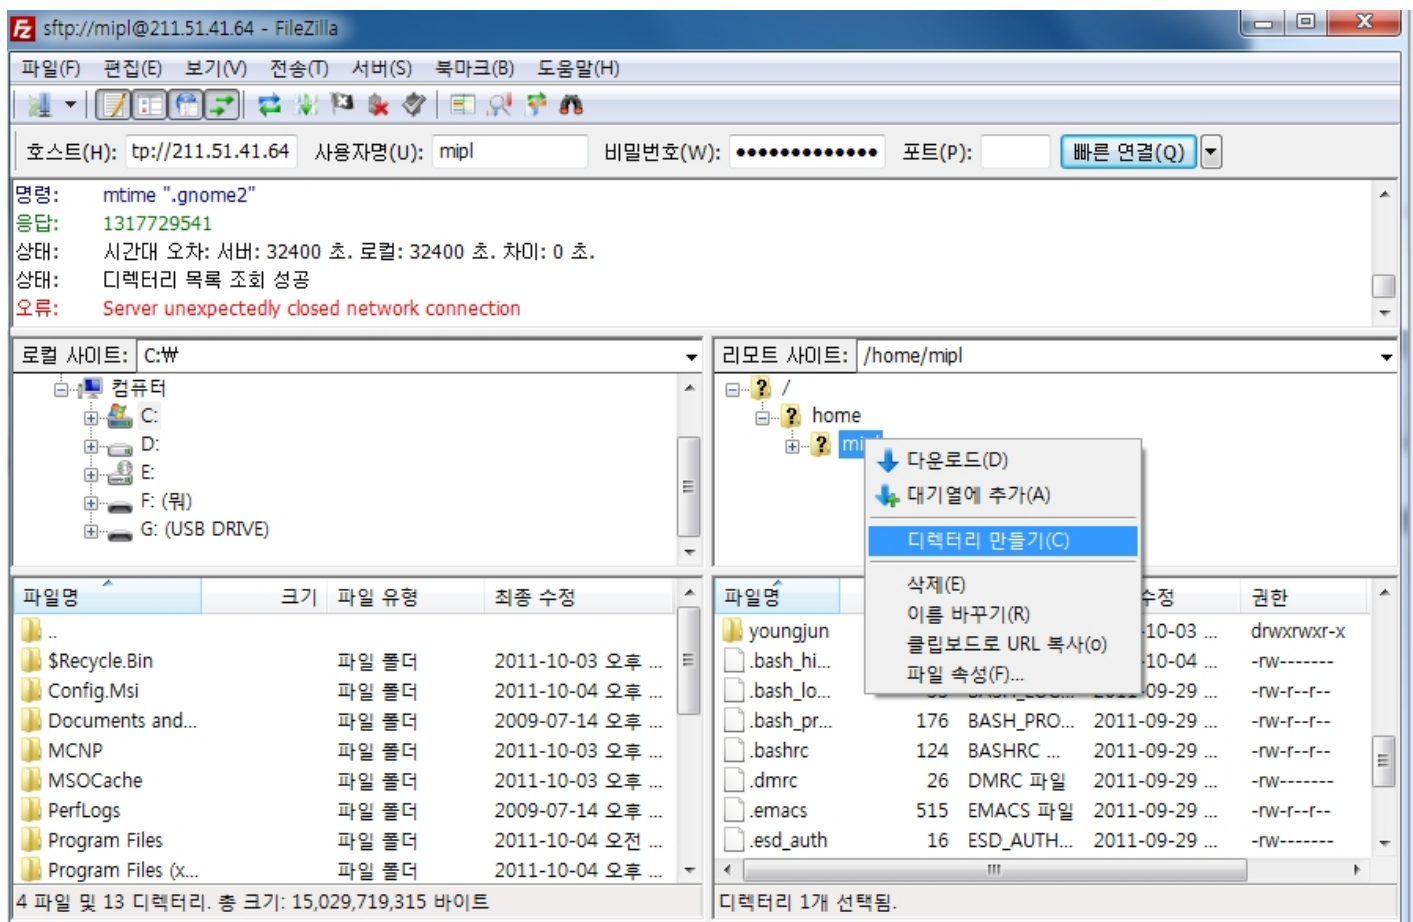 sftp://mipl@211.51.41.64 - FileZilla
파일(F) 편집(E) 보기(V) 전송(T) 서버(S) 북마크(B) 도움말(H)
호스트(H): tp://211.51.41.64 사용자명(U): mipl 비밀번호(W): ●●●●●●●●●●●●● 포트(P): 빠른 연결(Q)
명령: mtime ".gnome2"
응답: 1317729541
상태: 시간대 오차: 서버: 32400 초. 로컬: 32400 초. 차이: 0 초.
상태: 디렉터리 목록 조회 성공
오류: Server unexpectedly closed network connection
로컬 사이트: C:₩
컴퓨터
C:
D:
E:
F: (뭐)
G: (USB DRIVE)
리모트 사이트: /home/mipl
/
home
다운로드(D)
대기열에 추가(A)
디렉터리 만들기(C)
삭제(E)
이름 바꾸기(R)
클립보드로 URL 복사(o)
파일 속성(F)...
파일명 크기 파일 유형 최종 수정
..
$Recycle.Bin 파일 폴더 2011-10-03 오후 ...
Config.Msi 파일 폴더 2011-10-04 오후 ...
Documents and... 파일 폴더 2009-07-14 오후 ...
MCNP 파일 폴더 2011-10-03 오후 ...
MSOCache 파일 폴더 2011-10-03 오후 ...
PerfLogs 파일 폴더 2009-07-14 오후 ...
Program Files 파일 폴더 2011-10-04 오전 ...
Program Files (x... 파일 폴더 2011-10-04 오후 ...
4 파일 및 13 디렉터리. 총 크기: 15,029,719,315 바이트
파일명 수정 권한
youngjun -10-03 ... drwxrwxr-x
.bash_hi... -10-04 ... -rw-------
.bash_lo... -09-29 ... -rw-r--r--
.bash_pr... 176 BASH_PRO... 2011-09-29 ... -rw-r--r--
.bashrc 124 BASHRC ... 2011-09-29 ... -rw-r--r--
.dmrc 26 DMRC 파일 2011-09-29 ... -rw-------
.emacs 515 EMACS 파일 2011-09-29 ... -rw-r--r--
.esd_auth 16 ESD_AUTH... 2011-09-29 ... -rw-------
디렉터리 1개 선택됨.